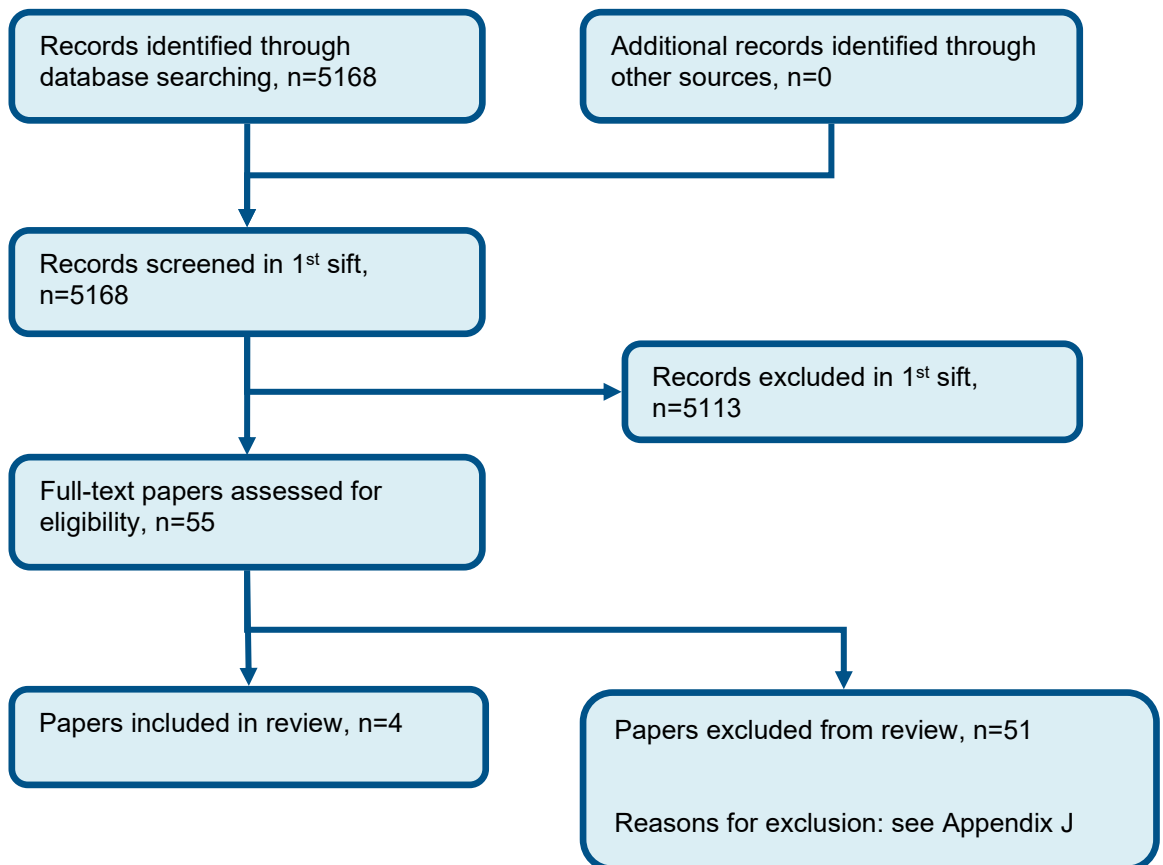 Records identified through
database searching, n=5168
Additional records identified through
other sources, n=0
Records screened in 1st sift,
n=5168
Records excluded in 1st sift,
n=5113
Full-text papers assessed for
eligibility, n=55
Papers included in review, n=4
Papers excluded from review, n=51
Reasons for exclusion: see Appendix J